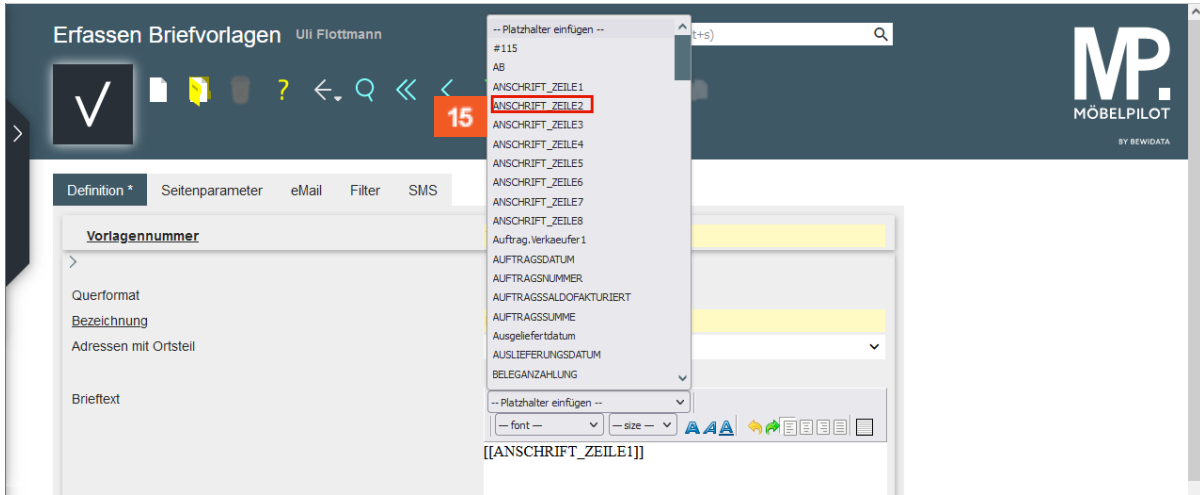 Erfassen Briefvorlagen Uli Flottmann
t+s)
MP.
MÖBELPILOT
BY BEWIDATA
15
-- Platzhalter einfügen --
#115
AB
ANSCHRIFT_ZEILE1
ANSCHRIFT_ZEILE2
ANSCHRIFT_ZEILE3
ANSCHRIFT_ZEILE4
ANSCHRIFT_ZEILE5
ANSCHRIFT_ZEILE6
ANSCHRIFT_ZEILE7
ANSCHRIFT_ZEILE8
Auftrag.Verkaeufer1
AUFTRAGSDATUM
AUFTRAGSNUMMER
AUFTRAGSSALDOFAKTURIERT
AUFTRAGSSUMME
Ausgeliefertdatum
AUSLIEFERUNGSDATUM
BELEGANZAHLUNG
Definition * Seitenparameter eMail Filter SMS
Vorlagennummer
Querformat
Bezeichnung
Adressen mit Ortsteil
Brieftext
-- Platzhalter einfügen --
— font — — size —
[[ANSCHRIFT_ZEILE1]]